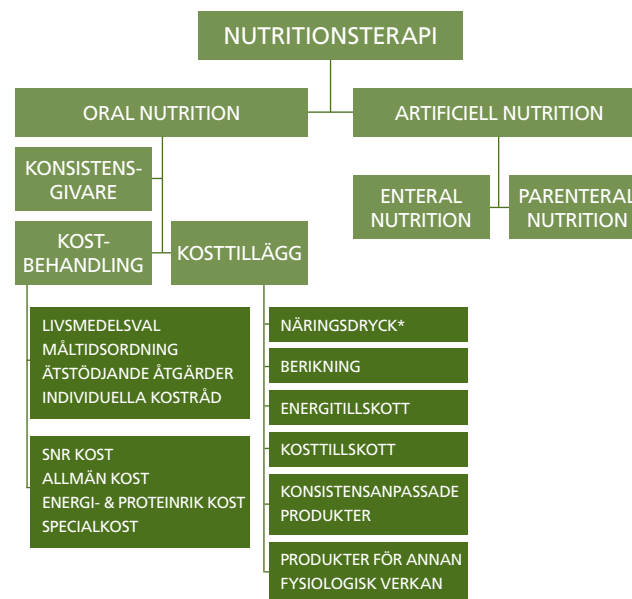 NUTRITIONSTERAPI
ORAL NUTRITION
ARTIFICIELL NUTRITION
KONSISTENS-
GIVARE
ENTERAL
NUTRITION
PARENTERAL
NUTRITION
KOST-
BEHANDLING
KOSTTILLÄGG
LIVSMEDELSVAL
MÅLTIDSORDNING
ÄTSTÖDJANDE ÅTGÄRDER
INDIVIDUELLA KOSTRÅD
SNR KOST
ALLMÄN KOST
ENERGI- & PROTEINRIK KOST
SPECIALKOST
NÄRINGSDRYCK*
BERIKNING
ENERGITILLSKOTT
KOSTTILLSKOTT
KONSISTENSANPASSADE
PRODUKTER
PRODUKTER FÖR ANNAN
FYSIOLOGISK VERKAN